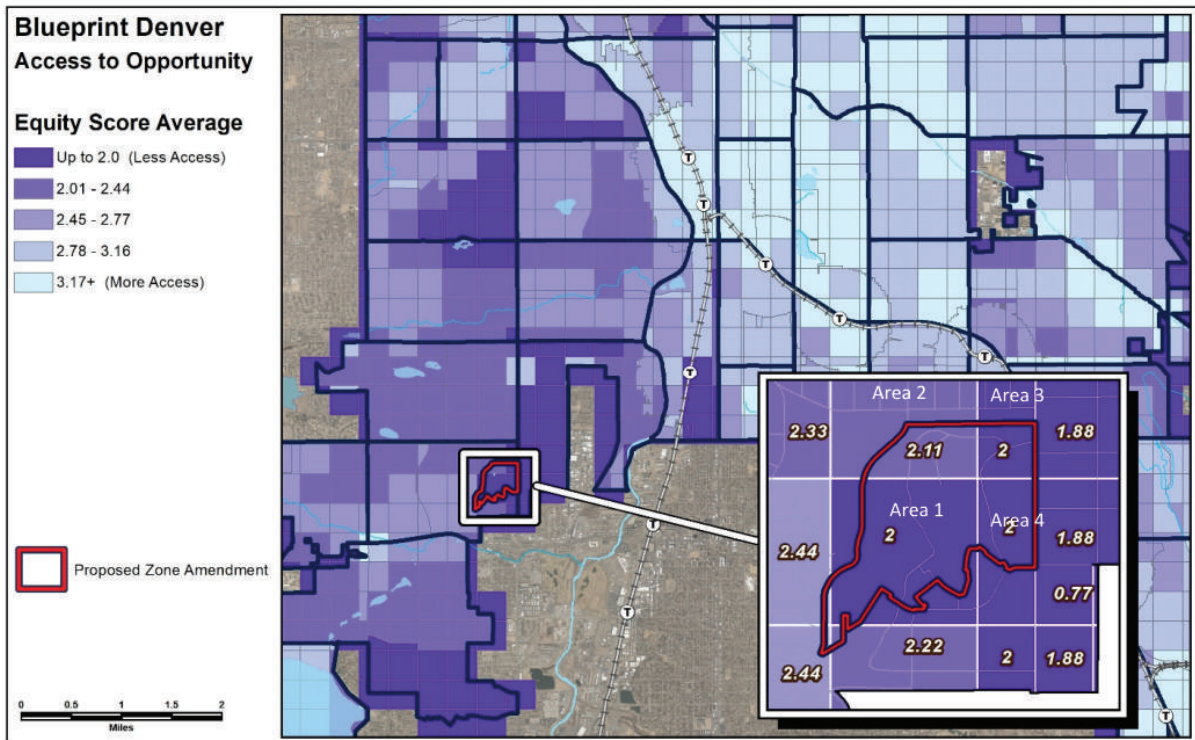 Blueprint Denver
Access to Opportunity
Equity Score Average
Up to 2.0 (Less Access)
2.01 - 2.44
2.45 - 2.77
2.78 - 3.16
3.17+ (More Access)
Proposed Zone Amendment
0 0.5 1 1.5 2
Miles
T
T
T
T
T
T
T
T
T
Area 2 Area 3
2.33 2.11 2 1.88
Area 1 Area 4
2.44 2 2 1.88
0.77
2.44 2.22 2 1.88